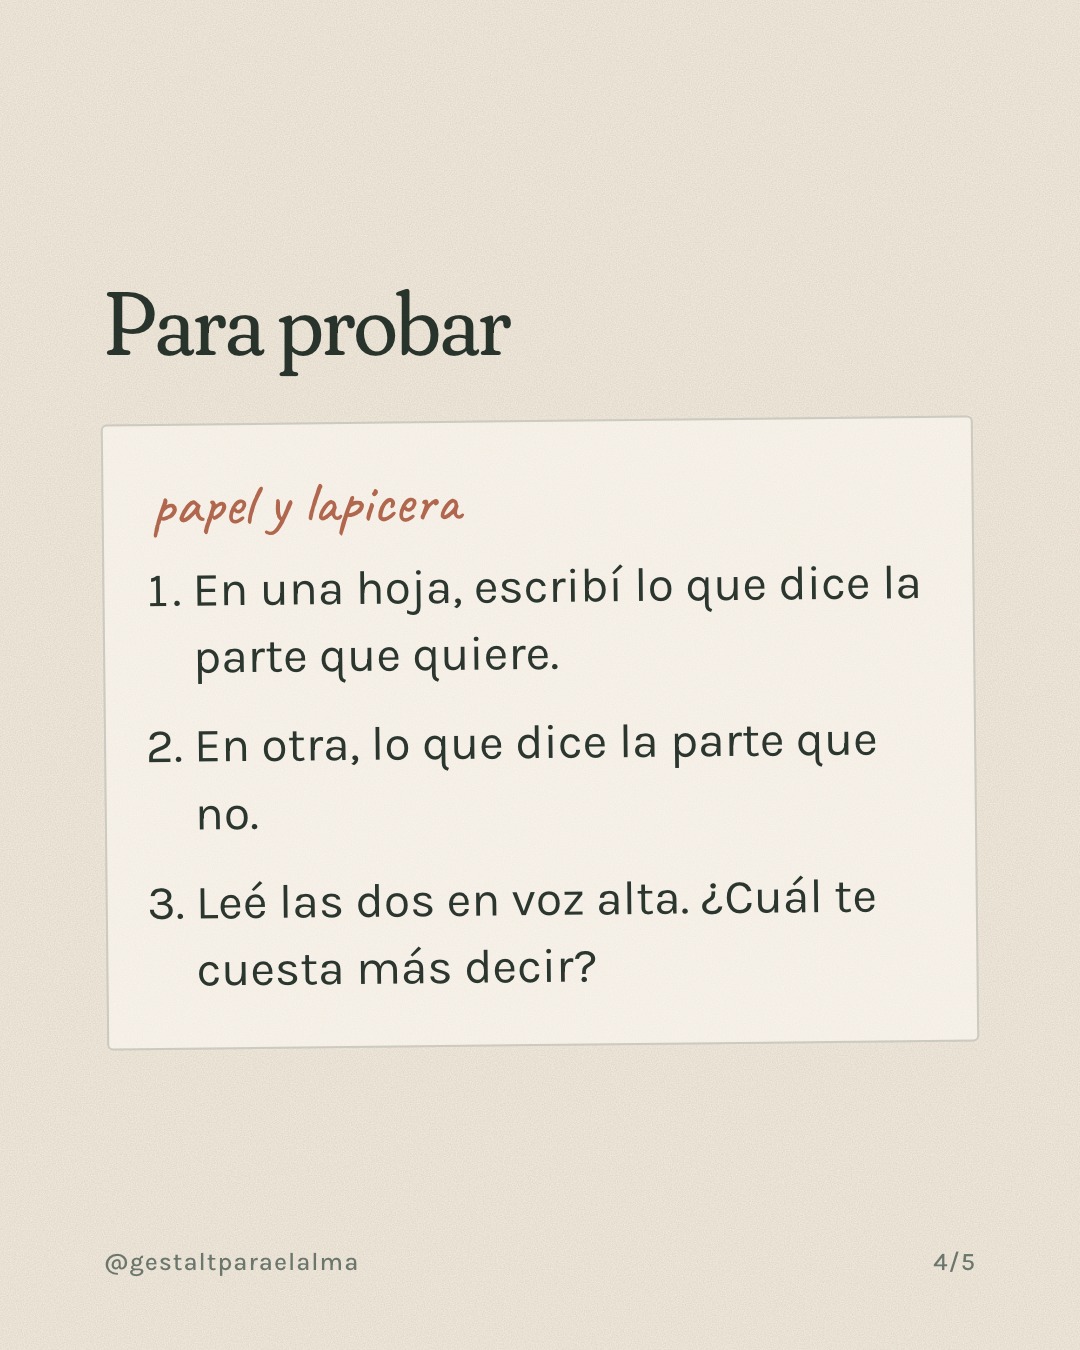 Para probar
papel y lapicera
1. En una hoja, escribí lo que dice la
parte que quiere.
2. En otra, lo que dice la parte que
no.
3. Leé las dos en voz alta. ¿Cuál te
cuesta más decir?
@gestaltparaelalma
4/5